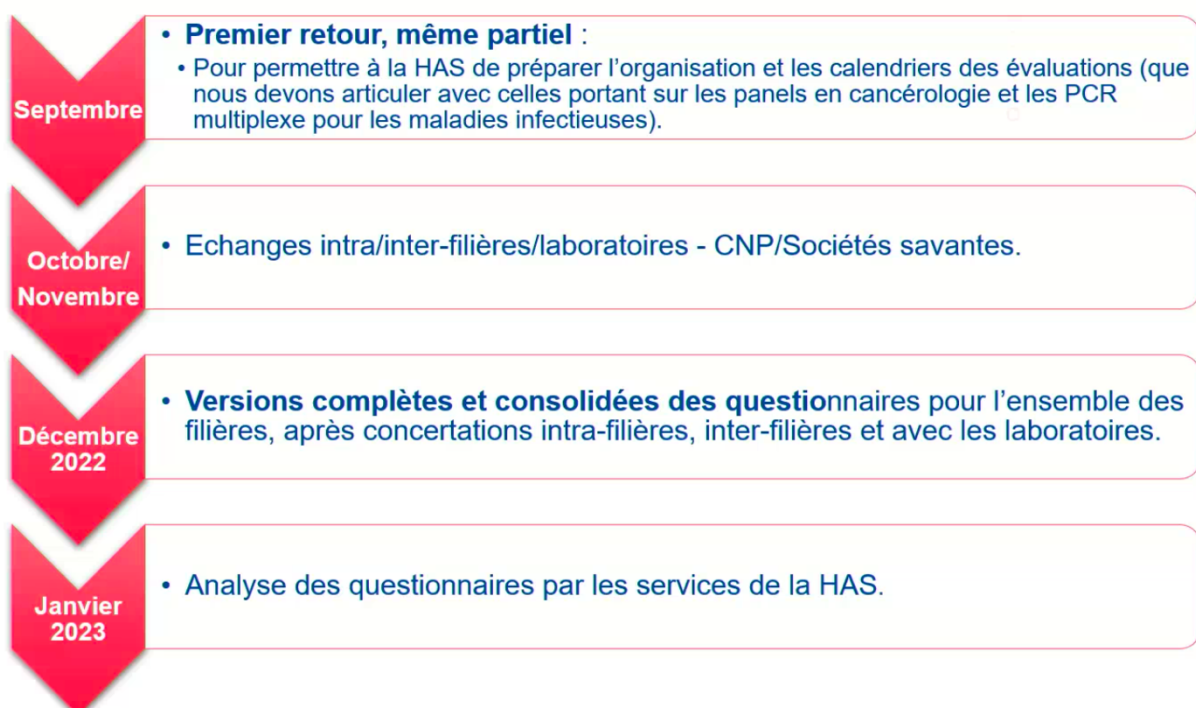 Septembre
• Premier retour, même partiel :
• Pour permettre à la HAS de préparer l'organisation et les calendriers des évaluations (que
nous devons articuler avec celles portant sur les panels en cancérologie et les PCR
multiplexe pour les maladies infectieuses).
Octobre/
Novembre
• Echanges intra/inter-filières/laboratoires - CNP/Sociétés savantes.
Décembre
2022
• Versions complètes et consolidées des questionnaires pour l'ensemble des
filières, après concertations intra-filières, inter-filières et avec les laboratoires.
Janvier
2023
• Analyse des questionnaires par les services de la HAS.